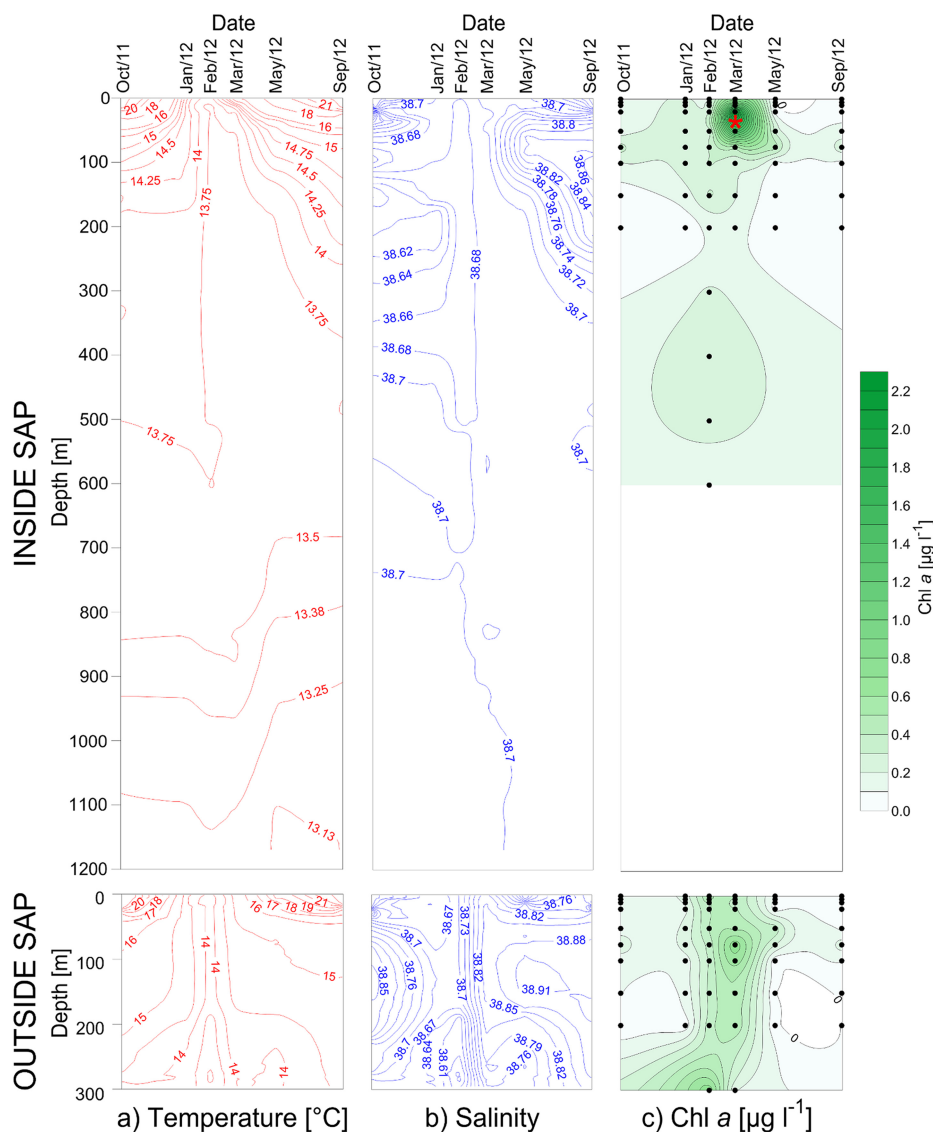 Date Date Date
Oct/11 Jan/12 Feb/12 Mar/12 May/12 Sep/12 Oct/11 Jan/12 Feb/12 Mar/12 May/12 Sep/12 Oct/11 Jan/12 Feb/12 Mar/12 May/12 Sep/12
INSIDE SAP
Depth [m]
0
100
200
300
400
500
600
700
800
900
1000
1100
1200
20 18 16 15 14.5 14.25 14 13.75 21 18 16 15 14.75 14.5 14.25 14 13.75
13.75
13.5
13.38
13.25
13.13
38.7 38.68 38.62 38.64 38.66 38.68 38.7 38.68 38.7 38.8 38.82 38.86 38.84 38.78 38.76 38.74 38.72 38.7
38.7 38.7
38.7
38.7
0
2.2
2.0
1.8
1.6
1.4
1.2
1.0
0.8
0.6
0.4
0.2
0.0
Chl a [µg l⁻¹]
OUTSIDE SAP
Depth [m]
0
100
200
300
20 17 16 16 17 18 19 21
16 14 14 15
15 14 14 14
38.7 38.76 38.85 38.67 38.73 38.82 38.7 38.76 38.82 38.88 38.91 38.85
38.7 38.67 38.64 38.61 38.79 38.76 38.82
0 0
a) Temperature [°C] b) Salinity c) Chl a [µg l⁻¹]